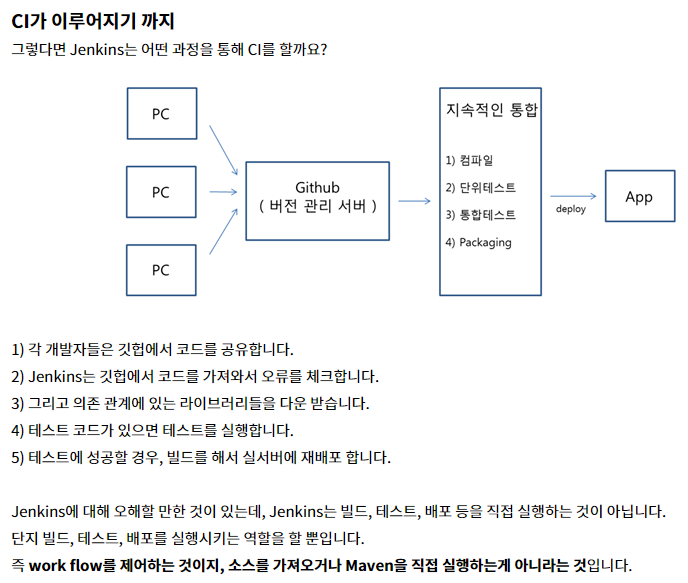 CI가 이루어지기 까지
그렇다면 Jenkins는 어떤 과정을 통해 CI를 할까요?
PC
PC
PC
Github
( 버전 관리 서버 )
지속적인 통합
1) 컴파일
2) 단위테스트
3) 통합테스트
4) Packaging
deploy
App
1) 각 개발자들은 깃헙에서 코드를 공유합니다.
2) Jenkins는 깃헙에서 코드를 가져와서 오류를 체크합니다.
3) 그리고 의존 관계에 있는 라이브러리들을 다운 받습니다.
4) 테스트 코드가 있으면 테스트를 실행합니다.
5) 테스트에 성공할 경우, 빌드를 해서 실서버에 재배포 합니다.
Jenkins에 대해 오해할 만한 것이 있는데, Jenkins는 빌드, 테스트, 배포 등을 직접 실행하는 것이 아닙니다.
단지 빌드, 테스트, 배포를 실행시키는 역할을 할 뿐입니다.
즉 work flow를 제어하는 것이지, 소스를 가져오거나 Maven을 직접 실행하는게 아니라는 것입니다.